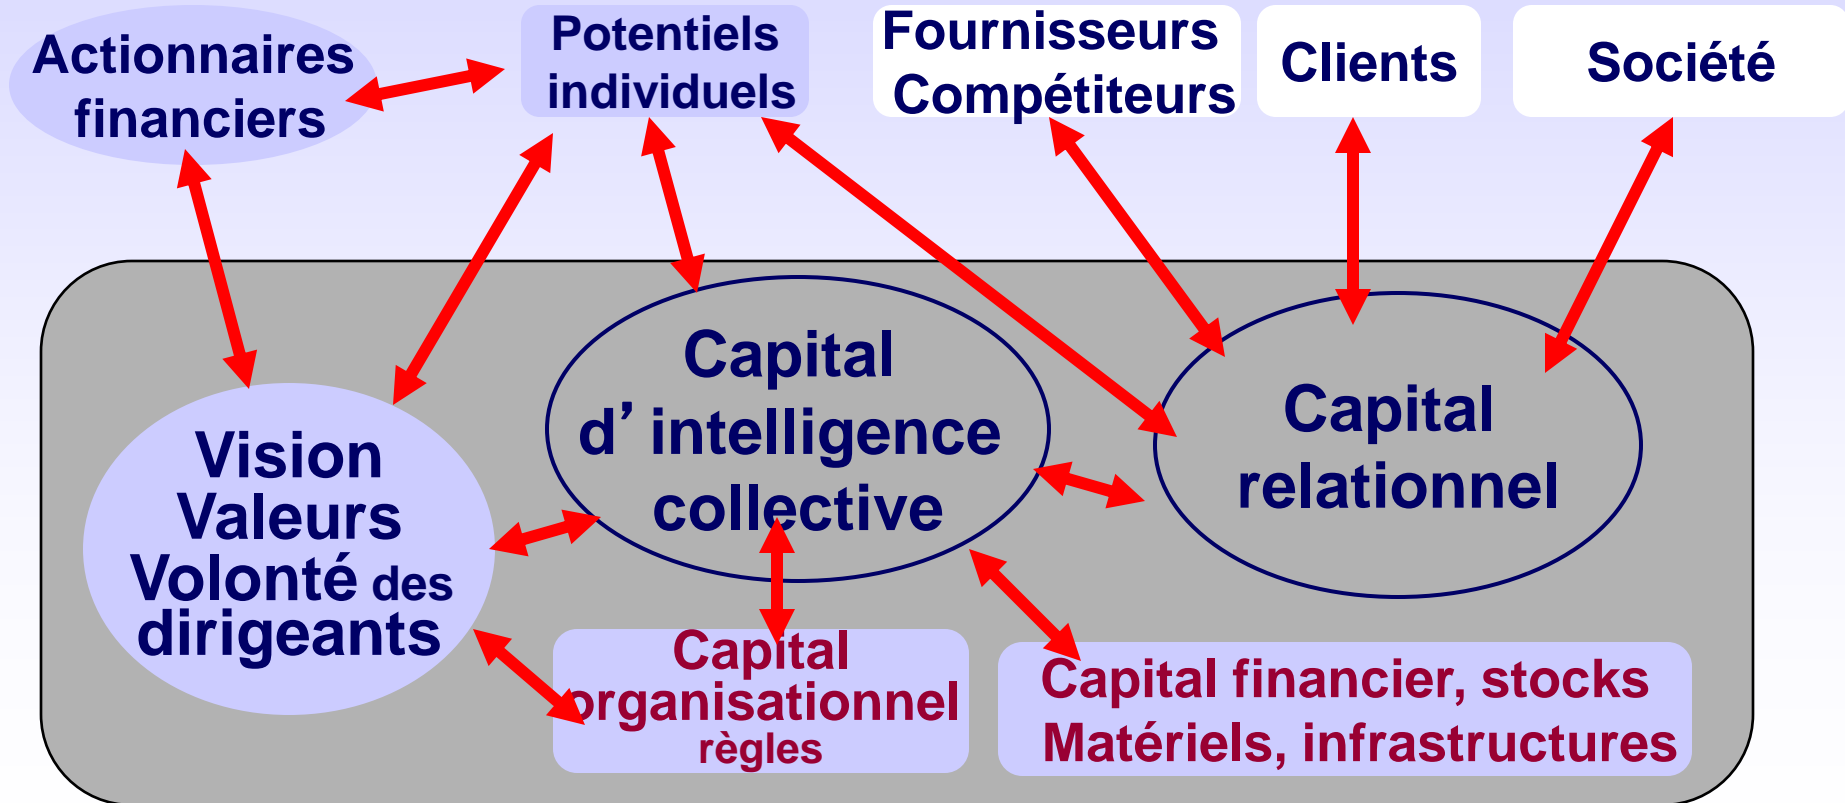 Actionnaires
financiers
Potentiels
individuels
Fournisseurs
Compétiteurs
Clients
Société
Vision
Valeurs
Volonté des
dirigeants
Capital
d’ intelligence
collective
Capital
relationnel
Capital
organisationnel
règles
Capital financier, stocks
Matériels, infrastructures